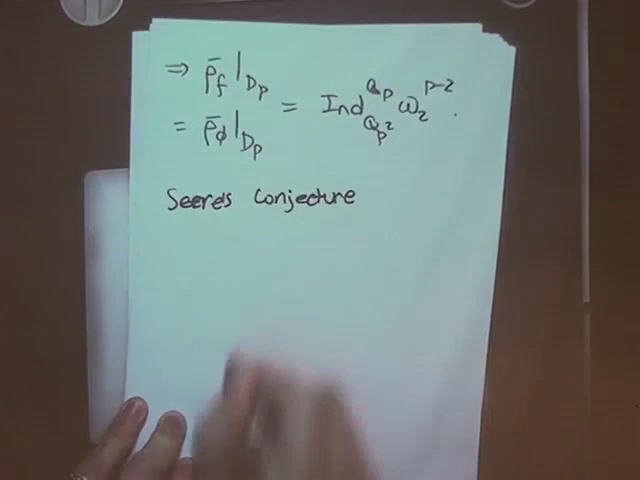 ⇒ ρ̄_f|_{D_p}
= ρ̄_φ|_{D_p} = Ind_{Q_{p^2}}^{Q_p} ω_2^{p-2}.
Seere's Conjecture